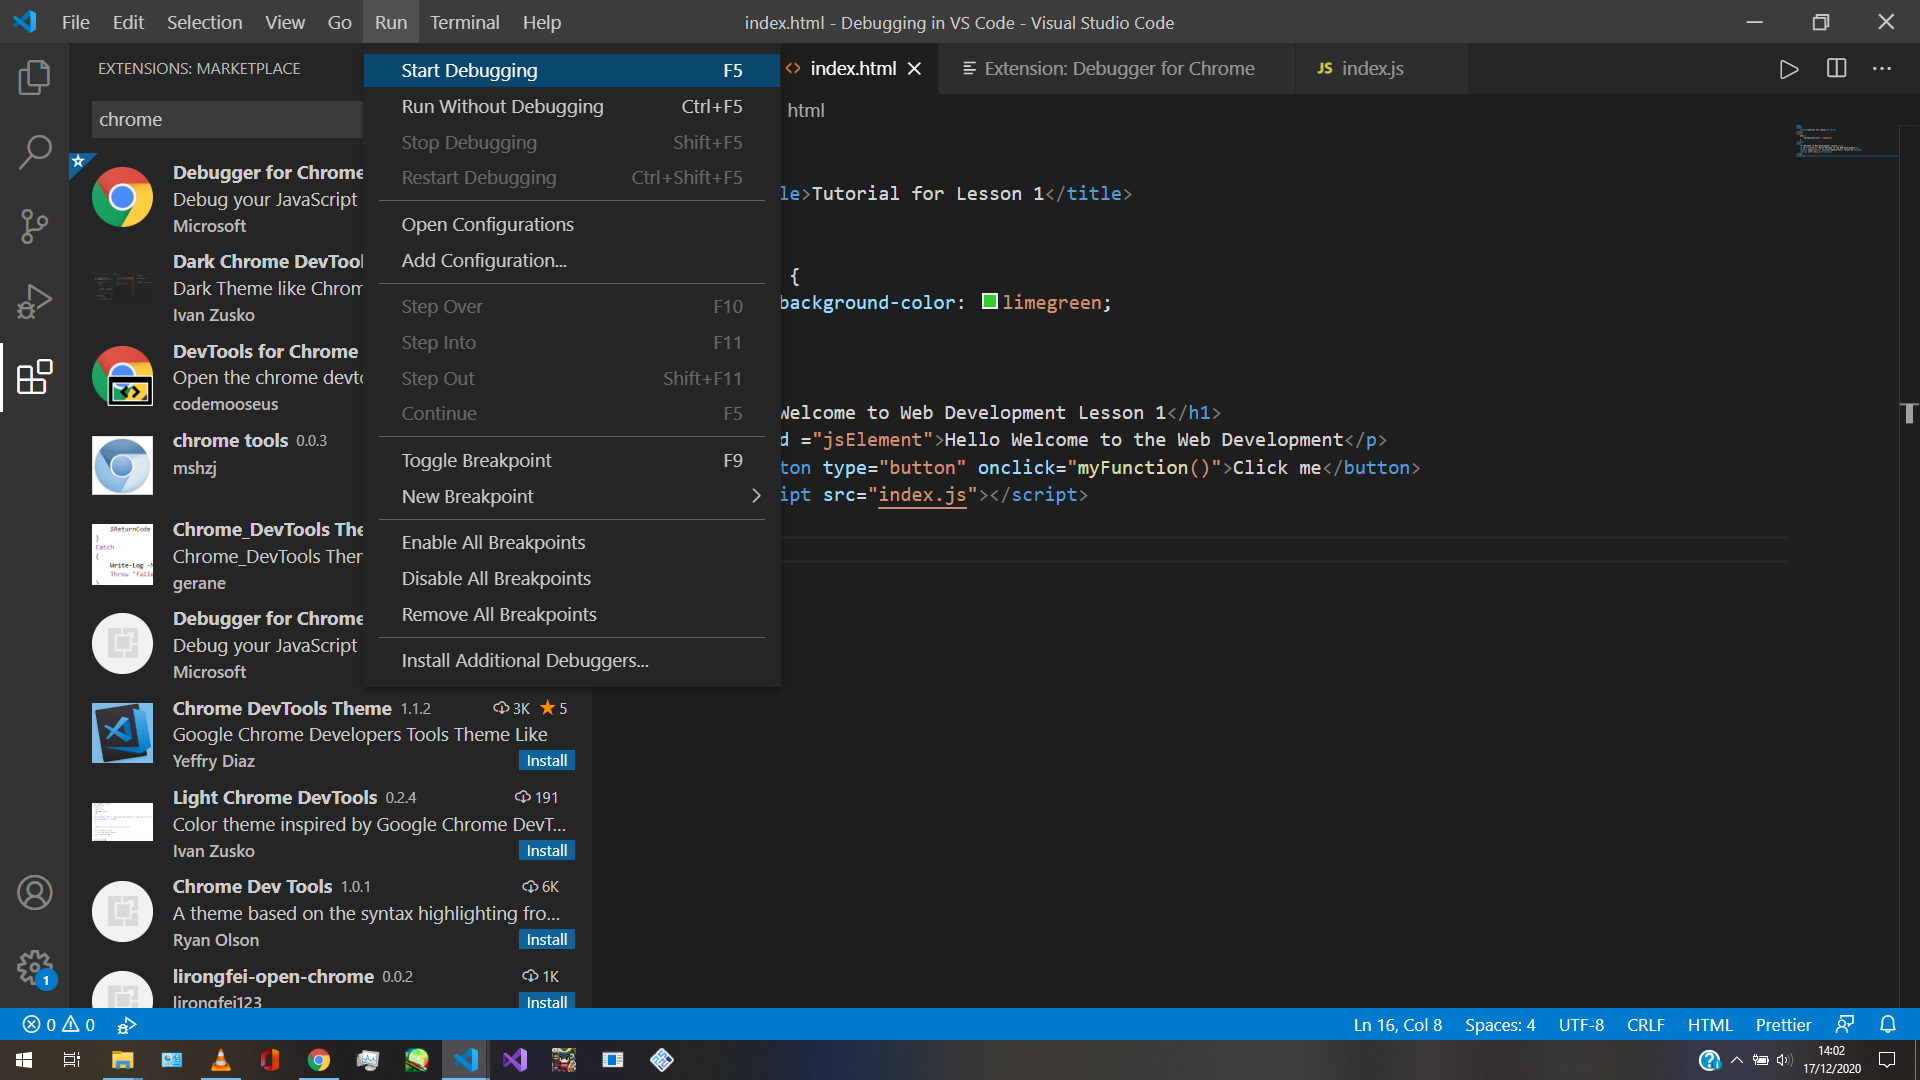 File Edit Selection View Go Run Terminal Help
index.html - Debugging in VS Code - Visual Studio Code
EXTENSIONS: MARKETPLACE
chrome
Debugger for Chrome
Debug your JavaScript
Microsoft
Dark Chrome DevTool
Dark Theme like Chrom
Ivan Zusko
DevTools for Chrome
Open the chrome devto
codemooseus
chrome tools 0.0.3
mshzj
$ReturnCode
}
Catch
{
Write-Log -M
Throw "Faile
Chrome_DevTools The
Chrome_DevTools Ther
gerane
Debugger for Chrome
Debug your JavaScript
Microsoft
Chrome DevTools Theme 1.1.2 3K ★ 5
Google Chrome Developers Tools Theme Like
Yeffry Diaz Install
Light Chrome DevTools 0.2.4 191
Color theme inspired by Google Chrome DevT...
Ivan Zusko Install
Chrome Dev Tools 1.0.1 6K
A theme based on the syntax highlighting fro...
Ryan Olson Install
lirongfei-open-chrome 0.0.2 1K
lirongfei123 Install
Start Debugging F5
Run Without Debugging Ctrl+F5
Stop Debugging Shift+F5
Restart Debugging Ctrl+Shift+F5
Open Configurations
Add Configuration...
Step Over F10
Step Into F11
Step Out Shift+F11
Continue F5
Toggle Breakpoint F9
New Breakpoint
Enable All Breakpoints
Disable All Breakpoints
Remove All Breakpoints
Install Additional Debuggers...
index.html
Extension: Debugger for Chrome
JS index.js
html
le>Tutorial for Lesson 1</title>
{
background-color: limegreen;
Welcome to Web Development Lesson 1</h1>
d ="jsElement">Hello Welcome to the Web Development</p>
ton type="button" onclick="myFunction()">Click me</button>
ipt src="index.js"></script>
1
0 0
Ln 16, Col 8 Spaces: 4 UTF-8 CRLF HTML Prettier
14:02
17/12/2020